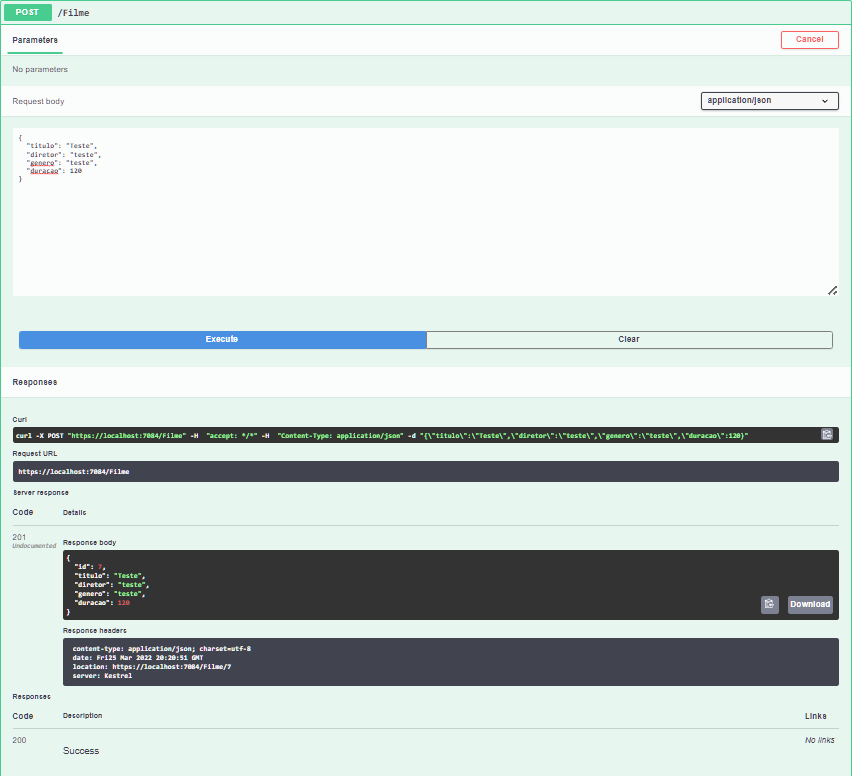 POST /Filme
Parameters
Cancel
No parameters
Request body
application/json
{
  "titulo": "Teste",
  "diretor": "teste",
  "genero": "teste",
  "duracao": 120
}
Execute
Clear
Responses
Curl
curl -X POST "https://localhost:7084/Filme" -H  "accept: */*" -H  "Content-Type: application/json" -d "{\"titulo\":\"Teste\",\"diretor\":\"teste\",\"genero\":\"teste\",\"duracao\":120}"
Request URL
https://localhost:7084/Filme
Server response
Code Details
201
Undocumented
Response body
{
  "id": 7,
  "titulo": "Teste",
  "diretor": "teste",
  "genero": "teste",
  "duracao": 120
}
Download
Response headers
content-type: application/json; charset=utf-8
date: Fri25 Mar 2022 20:20:51 GMT
location: https://localhost:7084/Filme/7
server: Kestrel
Responses
Code Description Links
200 No links
Success